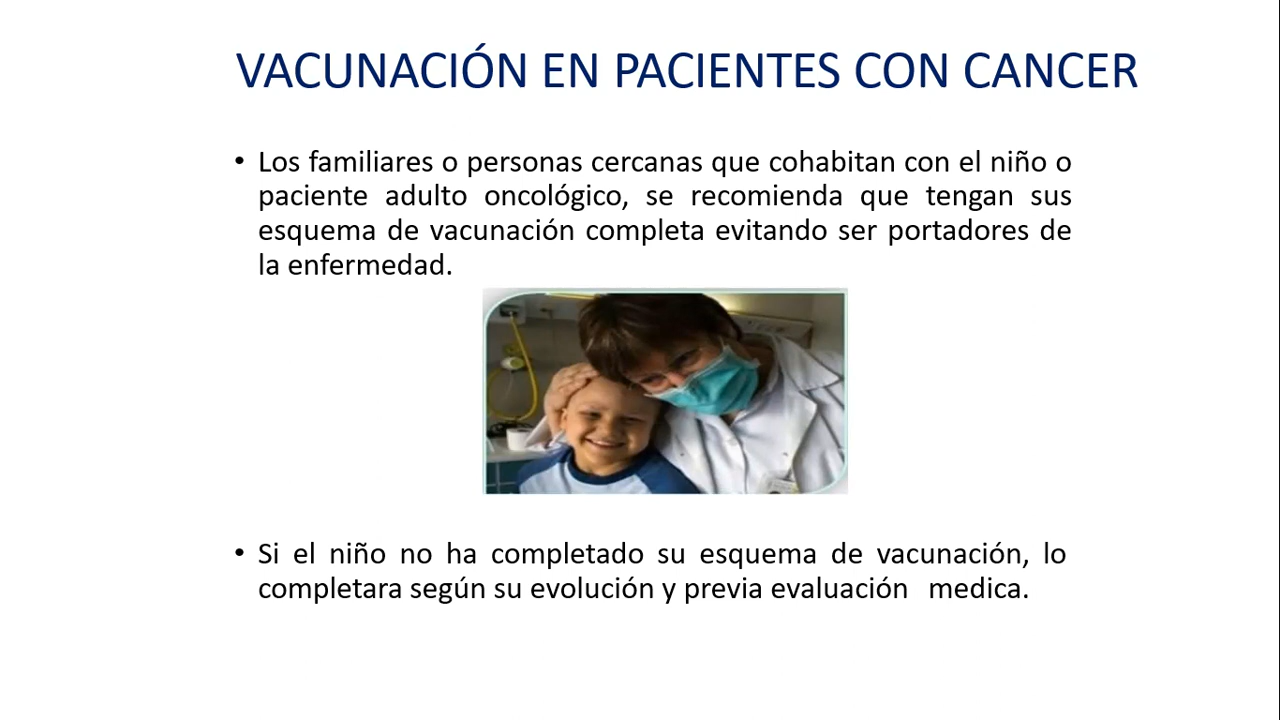 VACUNACIÓN EN PACIENTES CON CANCER
• Los familiares o personas cercanas que cohabitan con el niño o
paciente adulto oncológico, se recomienda que tengan sus
esquema de vacunación completa evitando ser portadores de
la enfermedad.
• Si el niño no ha completado su esquema de vacunación, lo
completara según su evolución y previa evaluación medica.